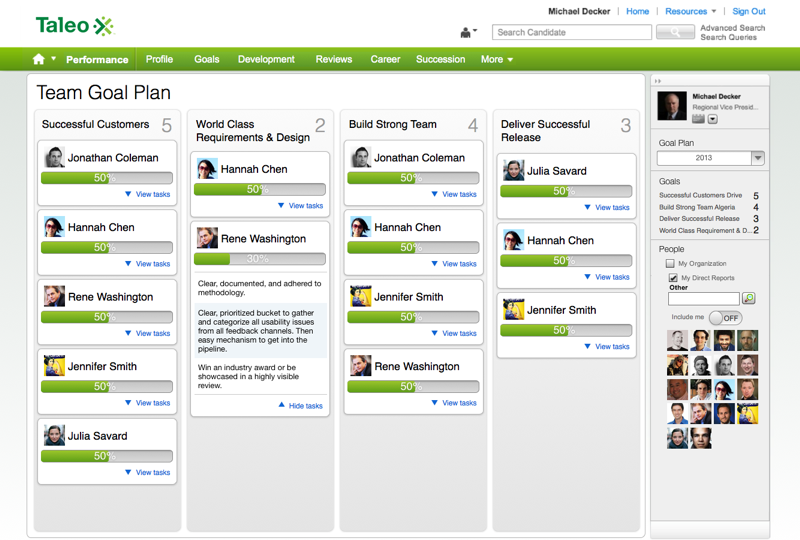 Michael Decker Home Resources Sign Out
Taleo
Search Candidate
Advanced Search
Search Queries
Performance Profile Goals Development Reviews Career Succession More
Team Goal Plan
Successful Customers 5
Jonathan Coleman
50%
View tasks
Hannah Chen
50%
View tasks
Rene Washington
50%
View tasks
Jennifer Smith
50%
View tasks
Julia Savard
50%
View tasks
World Class
Requirements & Design 2
Hannah Chen
50%
View tasks
Rene Washington
30%
Clear, documented, and adhered to
methodology.
Clear, prioritized bucket to gather
and categorize all usability issues
from all feedback channels. Then
easy mechanism to get into the
pipeline.
Win an industry award or be
showcased in a highly visible
review.
Hide tasks
Build Strong Team 4
Jonathan Coleman
50%
View tasks
Hannah Chen
50%
View tasks
Jennifer Smith
50%
View tasks
Rene Washington
50%
View tasks
Deliver Successful
Release 3
Julia Savard
50%
View tasks
Hannah Chen
50%
View tasks
Jennifer Smith
50%
View tasks
Michael Decker
Regional Vice Presid...
Goal Plan
2013
Goals
Successful Customers Drive 5
Build Strong Team Algeria 4
Deliver Successful Release 3
World Class Requirement & D... 2
People
My Organization
My Direct Reports
Other
Include me OFF